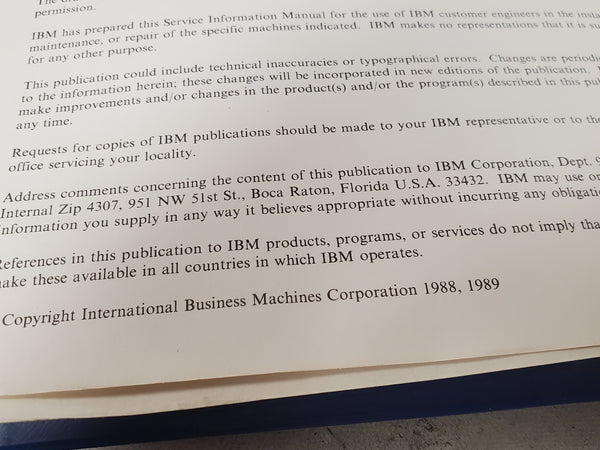 The
permission.
IBM has prepared this Service Information Manual for the use of IBM customer engineers in the
maintenance, or repair of the specific machines indicated. IBM makes no representations that it is
for any other purpose.
This publication could include technical inaccuracies or typographical errors. Changes are
to the information herein; these changes will be incorporated in new editions of the publication.
make improvements and/or changes in the product(s) and/or the program(s) described in this
any time.
Requests for copies of IBM publications should be made to your IBM representative or to the
office servicing your locality.
Address comments concerning the content of this publication to IBM Corporation, Dept.
Internal Zip 4307, 951 NW 51st St., Boca Raton, Florida U.S.A. 33432. IBM may use or
nformation you supply in any way it believes appropriate without incurring any
References in this publication to IBM products, programs, or services do not imply
ake these available in all countries in which IBM operates.
Copyright International Business Machines Corporation 1988, 1989